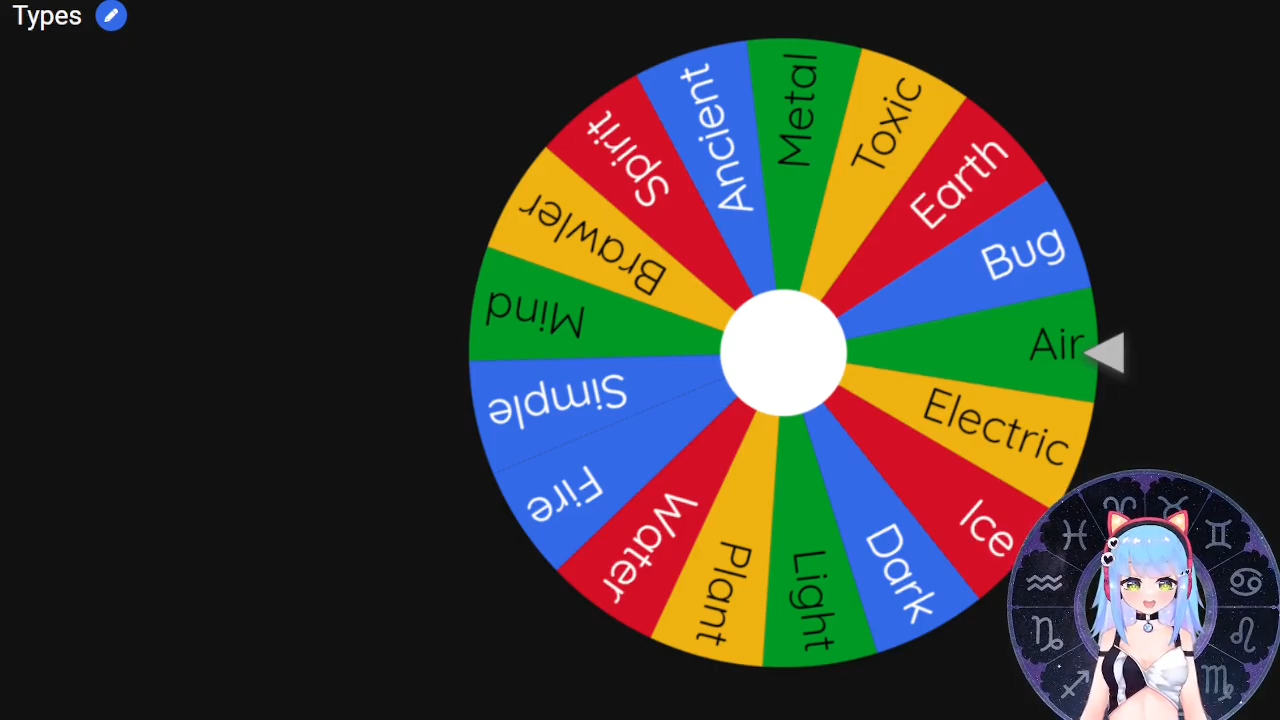 Types
Metal
Toxic
Earth
Bug
Air
Electric
Ice
Dark
Light
Plant
Water
Fire
Simple
Mind
Brawler
Spirit
Ancient